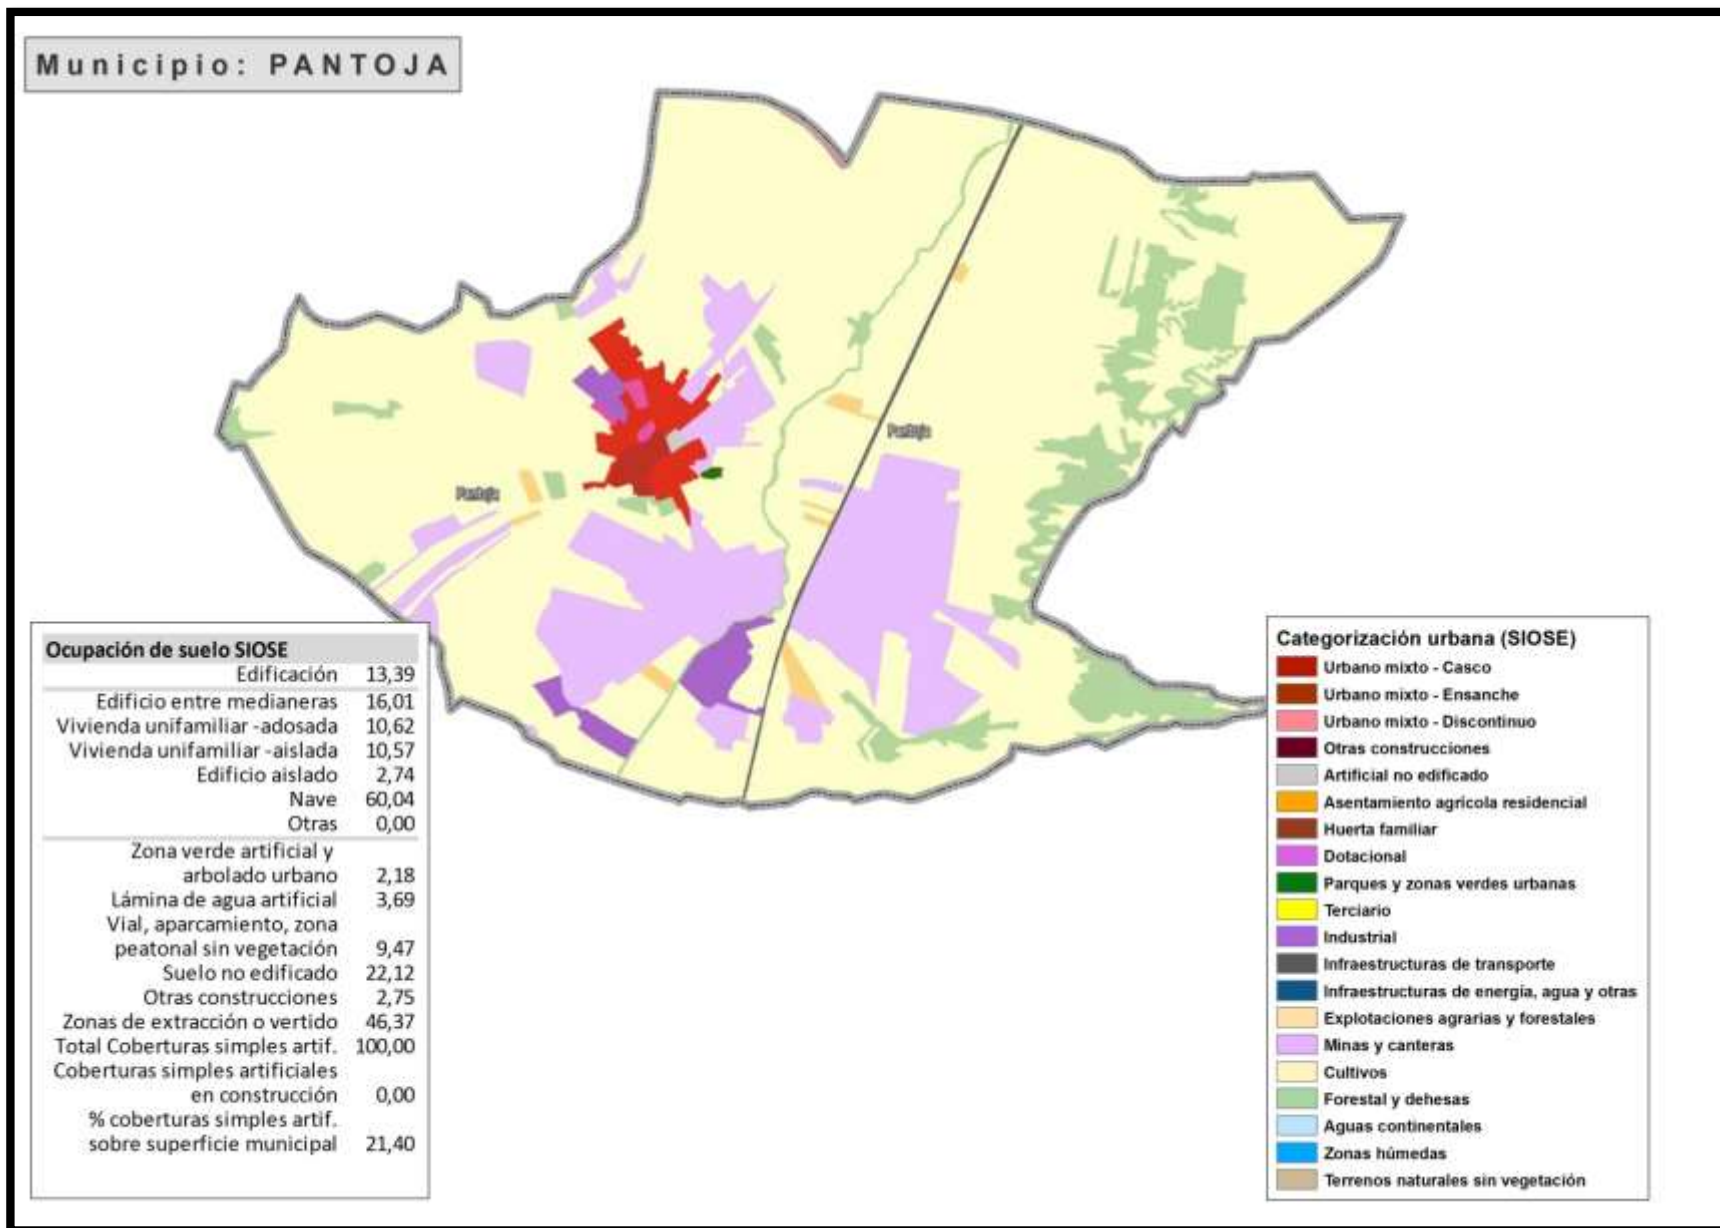 Municipio: PANTOJA
Pantoja
Pantoja
Ocupación de suelo SIOSE
Edificación 13,39
Edificio entre medianeras 16,01
Vivienda unifamiliar -adosada 10,62
Vivienda unifamiliar -aislada 10,57
Edificio aislado 2,74
Nave 60,04
Otras 0,00
Zona verde artificial y
arbolado urbano 2,18
Lámina de agua artificial 3,69
Vial, aparcamiento, zona
peatonal sin vegetación 9,47
Suelo no edificado 22,12
Otras construcciones 2,75
Zonas de extracción o vertido 46,37
Total Coberturas simples artif. 100,00
Coberturas simples artificiales
en construcción 0,00
% coberturas simples artif.
sobre superficie municipal 21,40
Categorización urbana (SIOSE)
Urbano mixto - Casco
Urbano mixto - Ensanche
Urbano mixto - Discontinuo
Otras construcciones
Artificial no edificado
Asentamiento agrícola residencial
Huerta familiar
Dotacional
Parques y zonas verdes urbanas
Terciario
Industrial
Infraestructuras de transporte
Infraestructuras de energía, agua y otras
Explotaciones agrarias y forestales
Minas y canteras
Cultivos
Forestal y dehesas
Aguas continentales
Zonas húmedas
Terrenos naturales sin vegetación